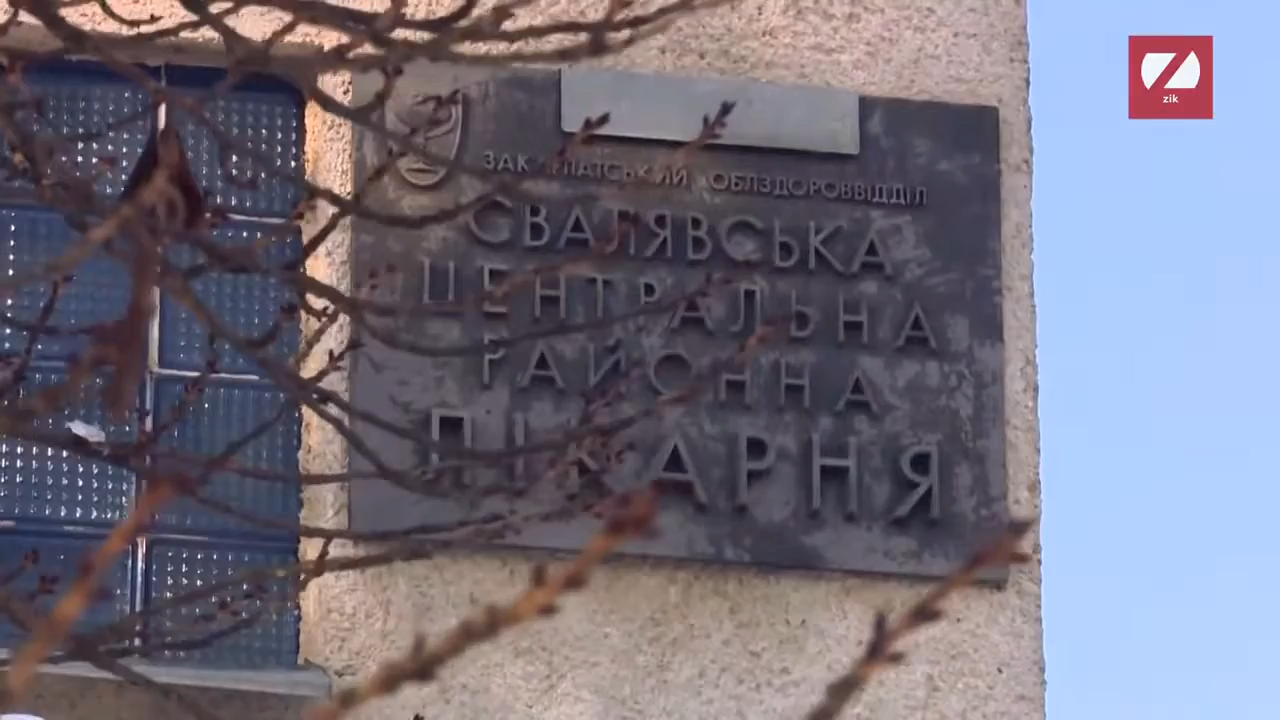 zik
ЗАКАРПАТСЬКИЙ ОБЛЗДОРОВВІДДІЛ
СВАЛЯВСЬКА
ЦЕНТРАЛЬНА
РАЙОННА
ЛІКАРНЯ